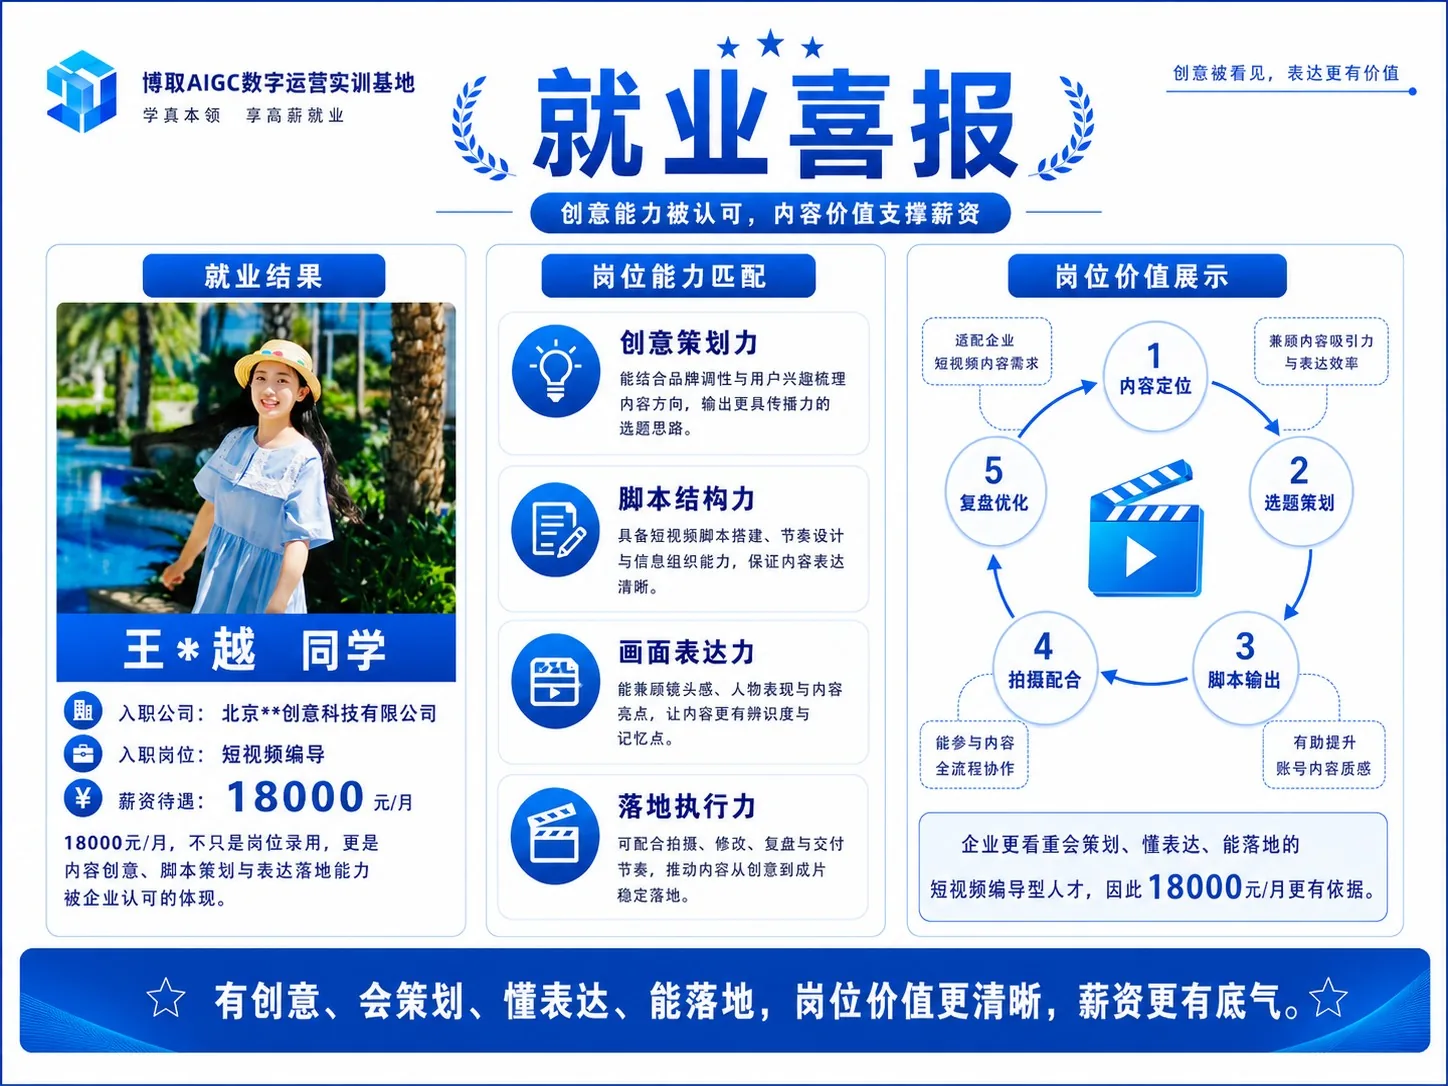 博取AIGC数字运营实训基地
学真本领 享高薪就业
就业喜报
创意被看见，表达更有价值
创意能力被认可，内容价值支撑薪资
就业结果
王*越 同学
入职公司： 北京**创意科技有限公司
入职岗位： 短视频编导
¥
薪资待遇： 18000 元/月
18000元/月，不只是岗位录用，更是
内容创意、脚本策划与表达落地能力
被企业认可的体现。
岗位能力匹配
创意策划力
能结合品牌调性与用户兴趣梳理
内容方向，输出更具传播力的
选题思路。
脚本结构力
具备短视频脚本搭建、节奏设计
与信息组织能力，保证内容表达
清晰。
画面表达力
能兼顾镜头感、人物表现与内容
亮点，让内容更有辨识度与
记忆点。
落地执行力
可配合拍摄、修改、复盘与交付
节奏，推动内容从创意到成片
稳定落地。
岗位价值展示
适配企业
短视频内容需求
1
内容定位
兼顾内容吸引力
与表达效率
5
复盘优化
2
选题策划
4
拍摄配合
3
脚本输出
能参与内容
全流程协作
有助提升
账号内容质感
企业更看重会策划、懂表达、能落地的
短视频编导型人才，因此18000元/月更有依据。
有创意、会策划、懂表达、能落地，岗位价值更清晰，薪资更有底气。